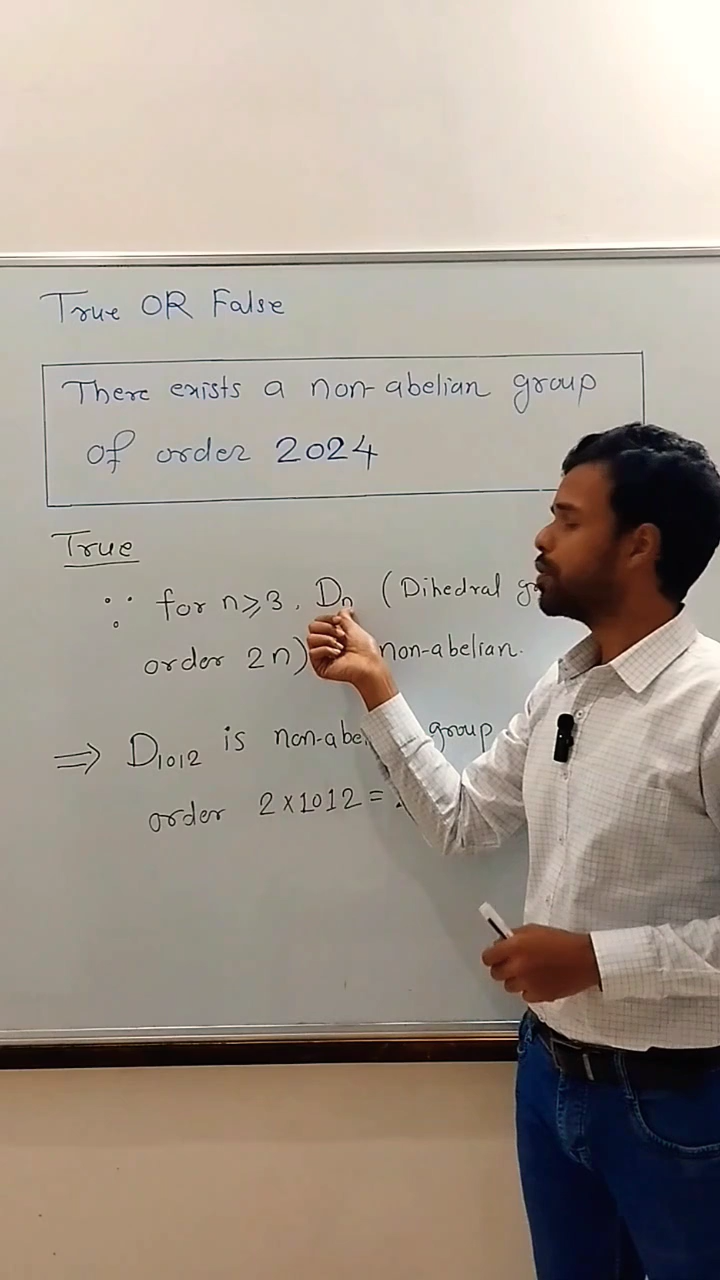 True OR False
There exists a non-abelian group
of order 2024
True
∵ for n≥3, Dn (Dihedral
order 2n) non-abelian.
⇒ D1012 is non-abe group
order 2×1012 =